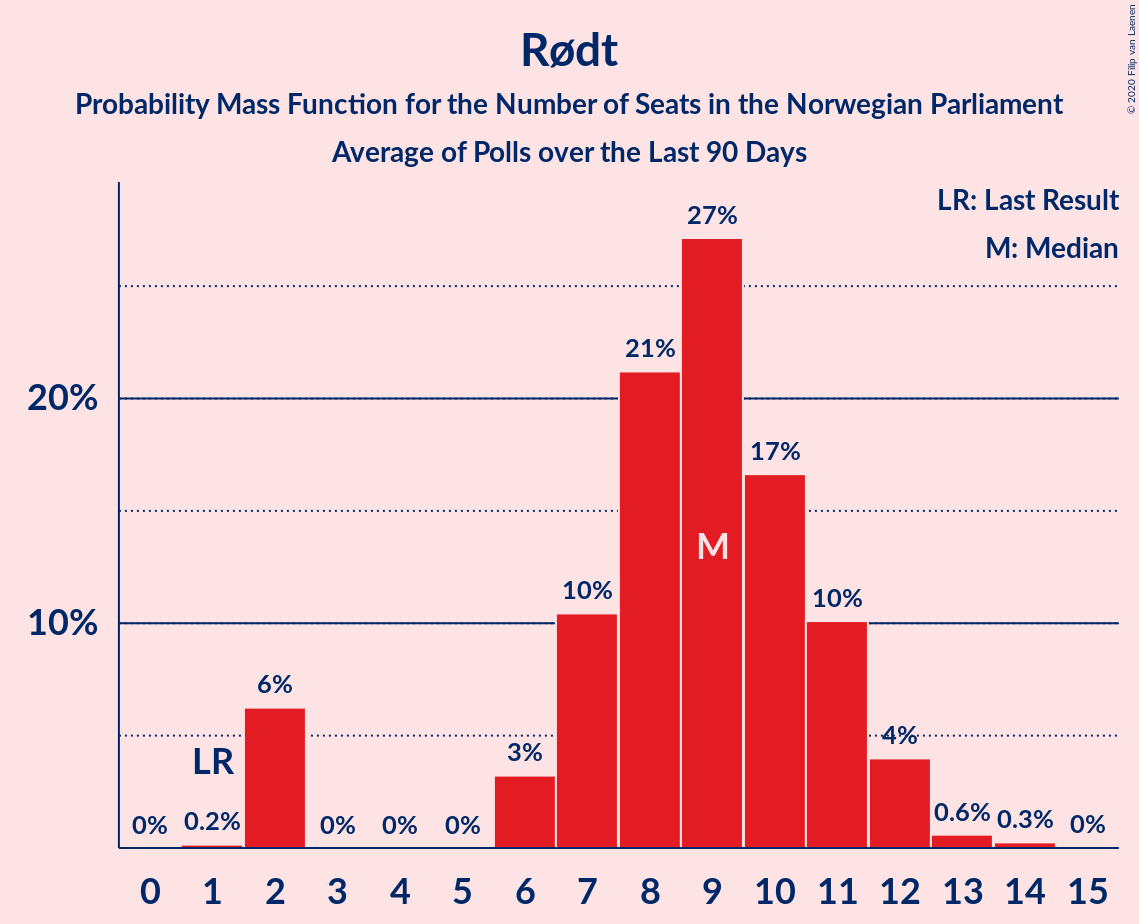 Rødt
Probability Mass Function for the Number of Seats in the Norwegian Parliament
Average of Polls over the Last 90 Days
© 2020 Filip van Laenen
LR: Last Result
M: Median
20%
10%
0%
0.2%
LR
6%
0%
0%
0%
3%
10%
21%
27%
M
17%
10%
4%
0.6%
0.3%
0%
0 1 2 3 4 5 6 7 8 9 10 11 12 13 14 15